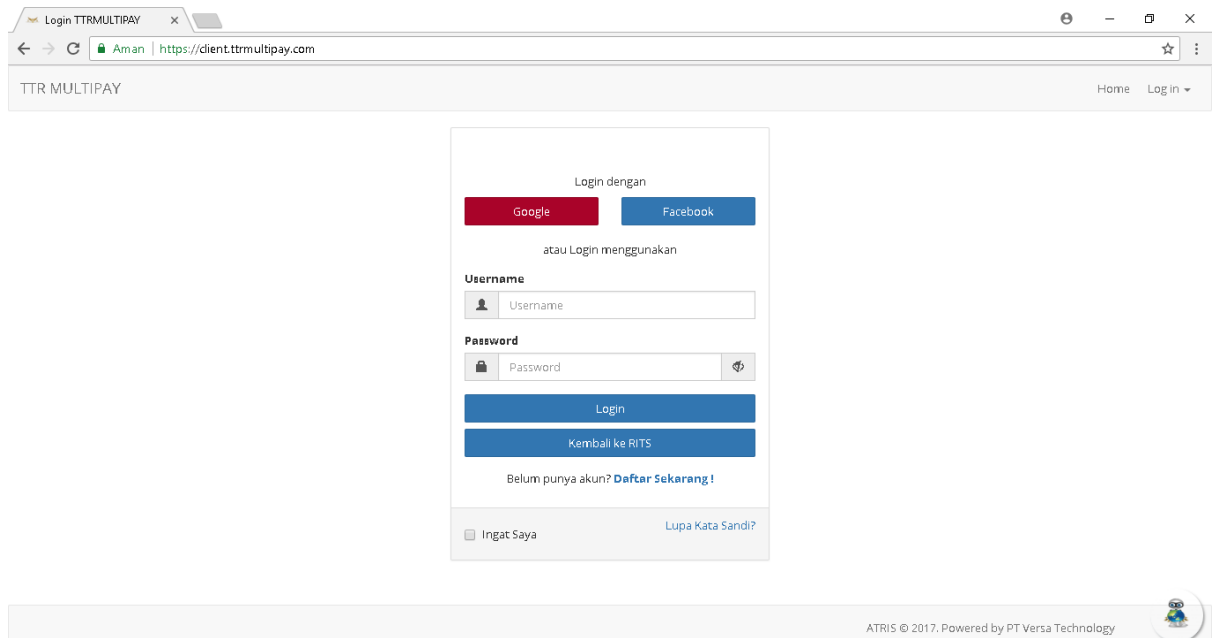 Login TTRMULTIPAY
Aman | https://client.ttrmultipay.com
TTR MULTIPAY
Home Log in
Login dengan
Google Facebook
atau Login menggunakan
Username
Username
Password
Password
Login
Kembali ke RITS
Belum punya akun? Daftar Sekarang !
Ingat Saya
Lupa Kata Sandi?
ATRIS © 2017. Powered by PT Versa Technology